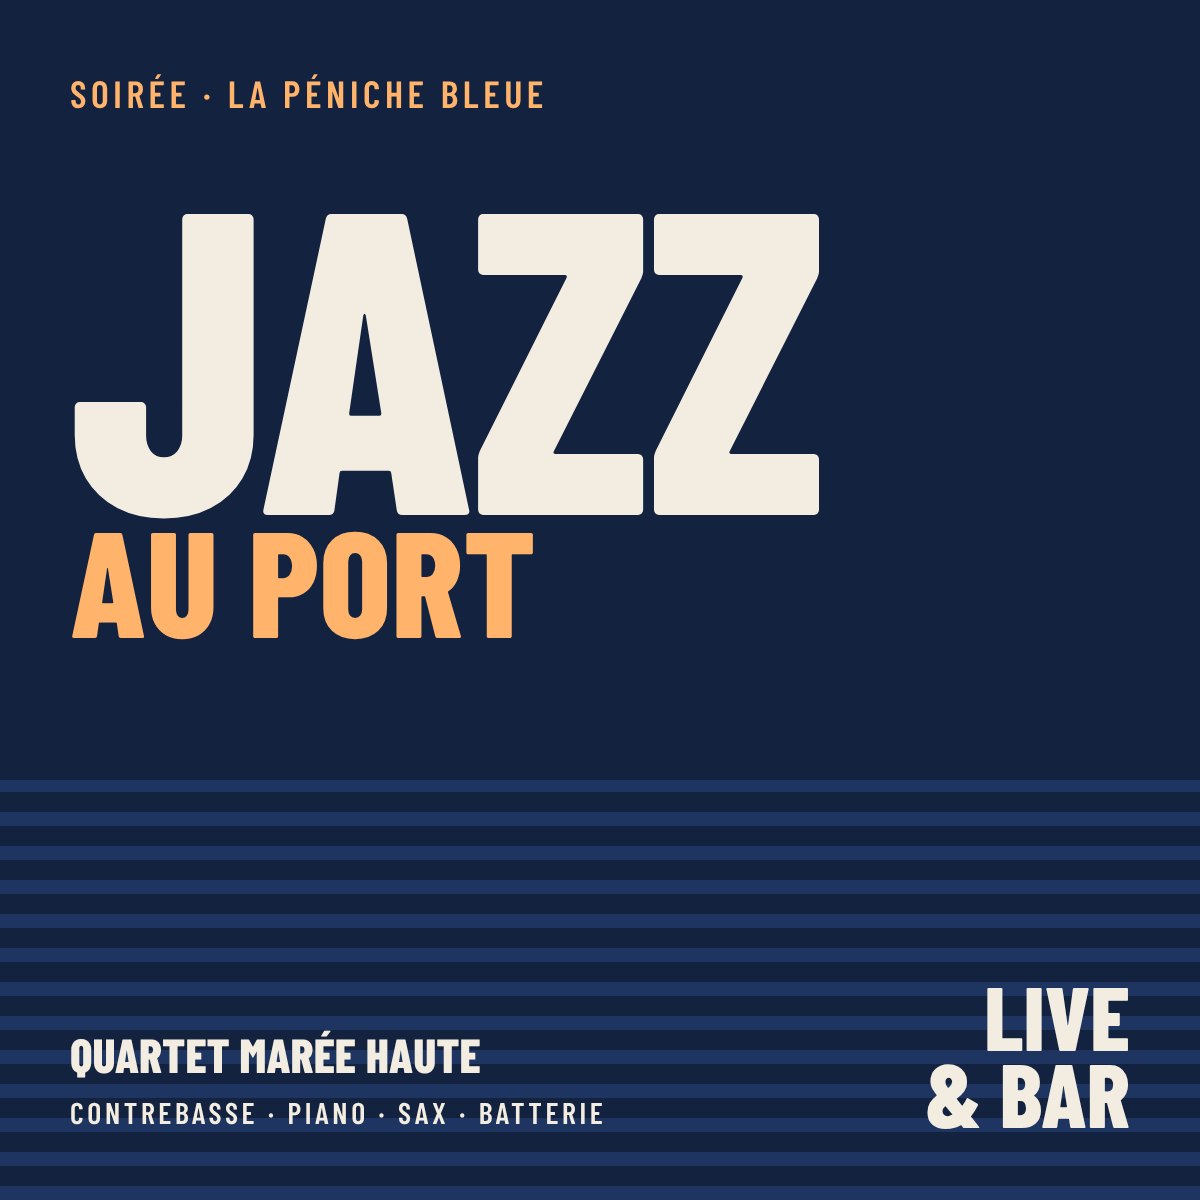 SOIRÉE · LA PÉNICHE BLEUE
JAZZ
AU PORT
QUARTET MARÉE HAUTE
CONTREBASSE · PIANO · SAX · BATTERIE
LIVE
& BAR